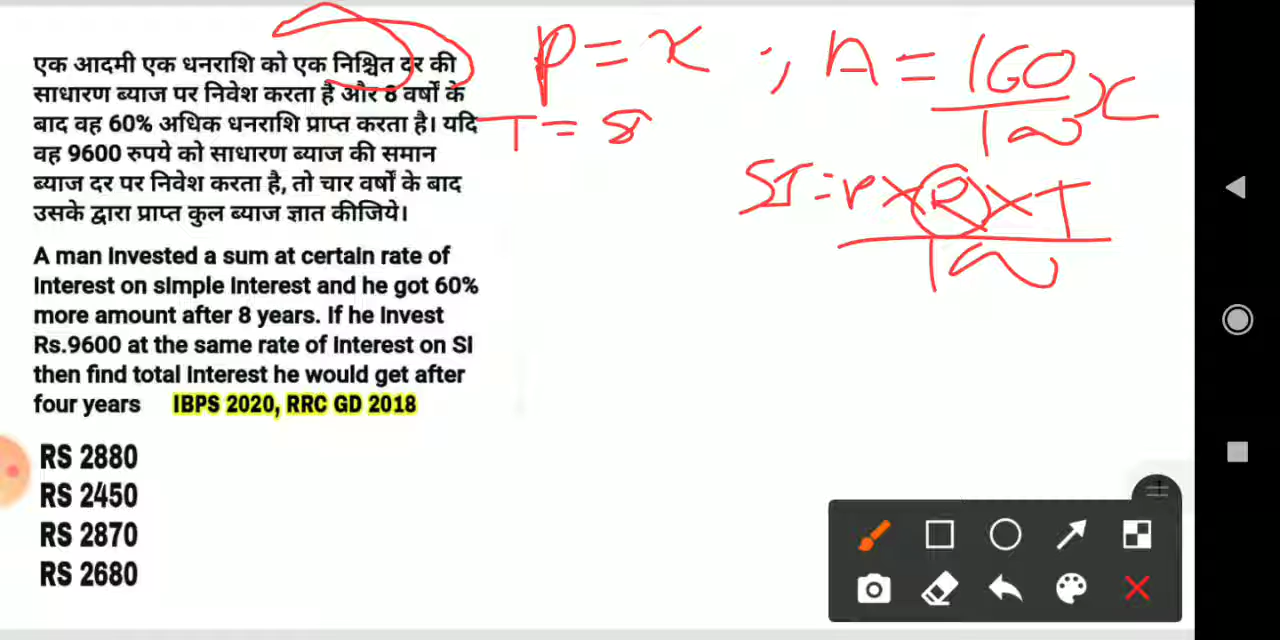 एक आदमी एक धनराशि को एक निश्चित दर की
साधारण ब्याज पर निवेश करता है और 8 वर्षों के
बाद वह 60% अधिक धनराशि प्राप्त करता है। यदि
वह 9600 रुपये को साधारण ब्याज की समान
ब्याज दर पर निवेश करता है, तो चार वर्षों के बाद
उसके द्वारा प्राप्त कुल ब्याज ज्ञात कीजिये।
A man invested a sum at certain rate of
interest on simple interest and he got 60%
more amount after 8 years. If he invest
Rs.9600 at the same rate of interest on SI
then find total interest he would get after
four years IBPS 2020, RRC GD 2018
RS 2880
RS 2450
RS 2870
RS 2680
P = x ; A = 160/100 x
T = 8
SI = P × R × T / 100